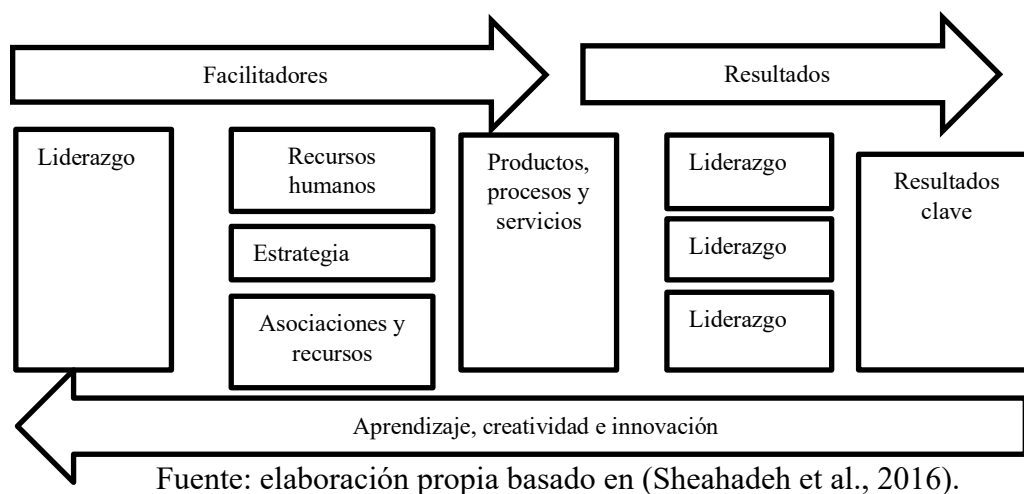 Facilitadores
Resultados
Liderazgo
Recursos
humanos
Estrategia
Asociaciones y
recursos
Productos,
procesos y
servicios
Liderazgo
Liderazgo
Liderazgo
Resultados
clave
Aprendizaje, creatividad e innovación
Fuente: elaboración propia basado en (Sheahadeh et al., 2016).